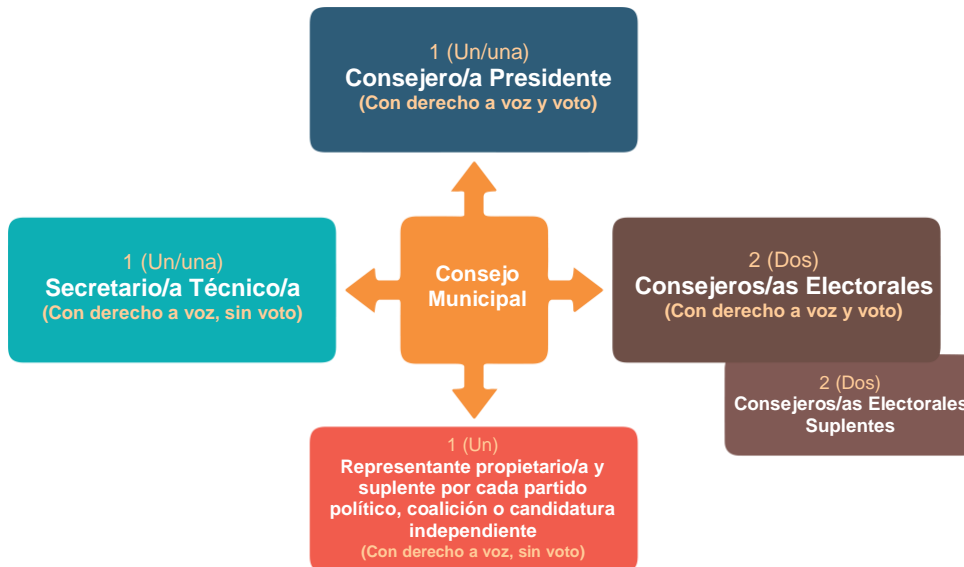 1 (Un/una)
Consejero/a Presidente
(Con derecho a voz y voto)
1 (Un/una)
Secretario/a Técnico/a
(Con derecho a voz, sin voto)
Consejo
Municipal
2 (Dos)
Consejeros/as Electorales
(Con derecho a voz y voto)
2 (Dos)
Consejeros/as Electorales
Suplentes
1 (Un)
Representante propietario/a y
suplente por cada partido
político, coalición o candidatura
independiente
(Con derecho a voz, sin voto)